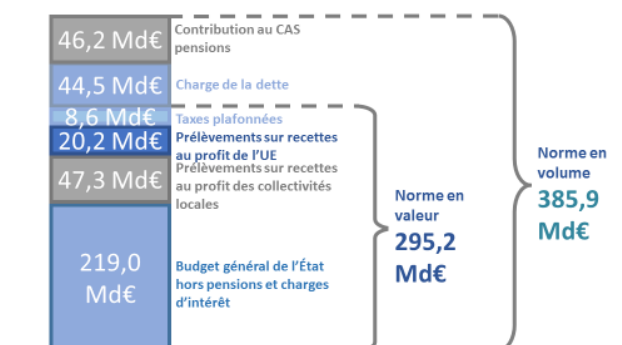 46,2 Md€
Contribution au CAS
pensions
44,5 Md€
Charge de la dette
8,6 Md€
Taxes plafonnées
20,2 Md€
Prélèvements sur recettes
au profit de l'UE
47,3 Md€
Prélèvements sur recettes
au profit des collectivités
locales
219,0
Md€
Budget général de l'État
hors pensions et charges
d'intérêt
Norme en
valeur
295,2
Md€
Norme en
volume
385,9
Md€